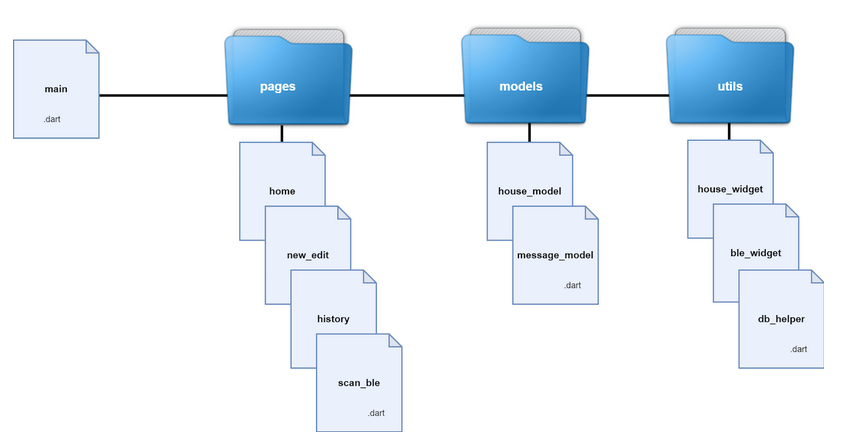 main
.dart
pages
models
utils
home
new_edit
history
scan_ble
.dart
house_model
message_model
.dart
house_widget
ble_widget
db_helper
.dart